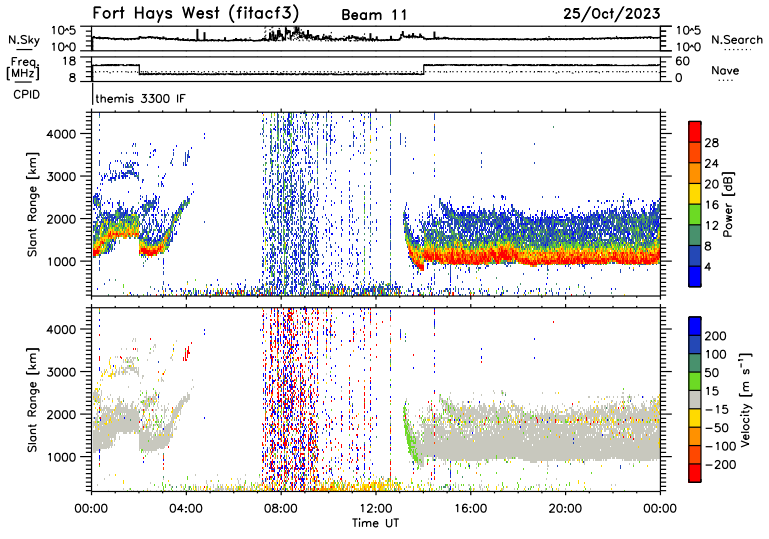 Fort Hays West (fitacf3) Beam 11 25/Oct/2023
N.Sky
10^5
10^0
10^5
10^0
N.Search
Freq.
[MHz]
18
8
60
0
Nave
CPID
themis 3300 IF
Slant Range [km]
4000
3000
2000
1000
28
24
20
16
12
8
4
Power [dB]
Slant Range [km]
4000
3000
2000
1000
200
100
50
15
-15
-50
-100
-200
Velocity [m s⁻¹]
00:00 04:00 08:00 12:00 16:00 20:00 00:00
Time UT